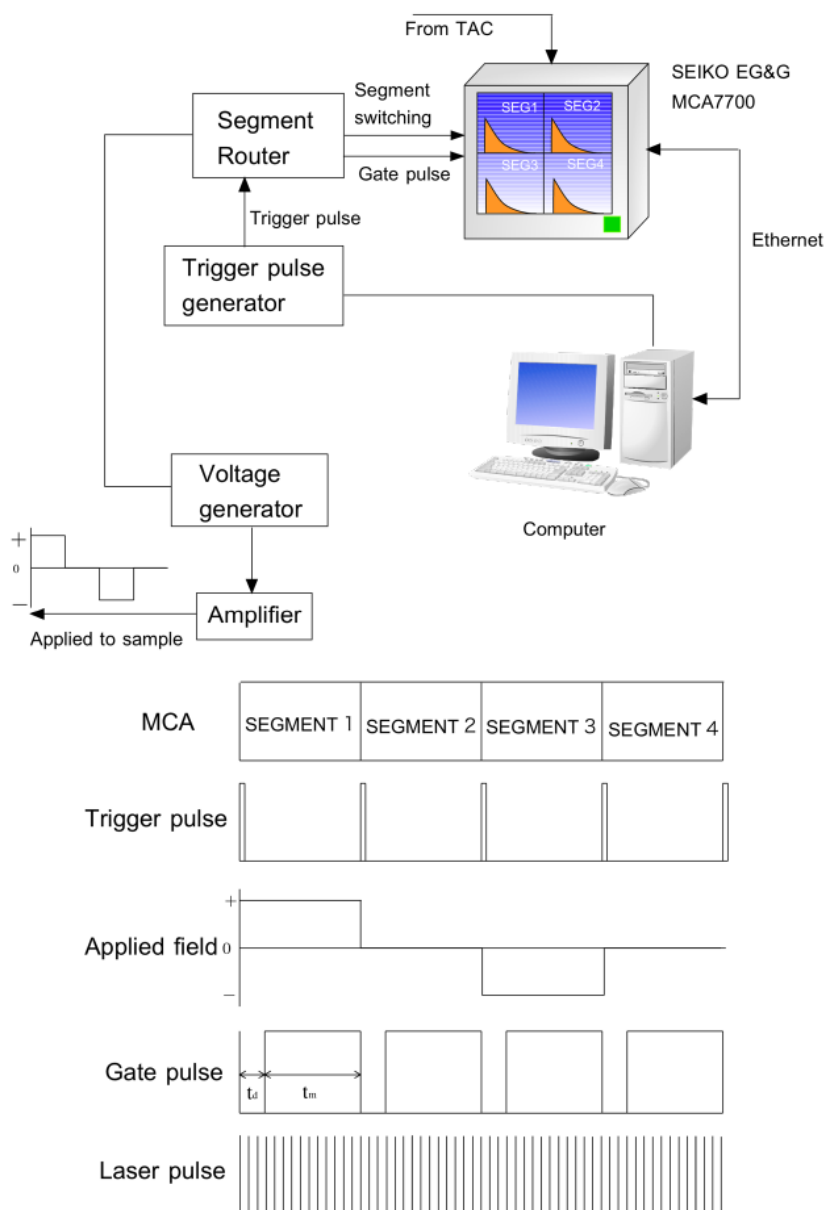 From TAC
SEIKO EG&G
MCA7700
SEG1
SEG2
SEG3
SEG4
Segment
switching
Segment
Router
Gate pulse
Trigger pulse
Ethernet
Trigger pulse
generator
Voltage
generator
Computer
+
0
−
Amplifier
Applied to sample
MCA
SEGMENT 1
SEGMENT 2
SEGMENT 3
SEGMENT 4
Trigger pulse
+
Applied field 0
−
Gate pulse
td
tm
Laser pulse